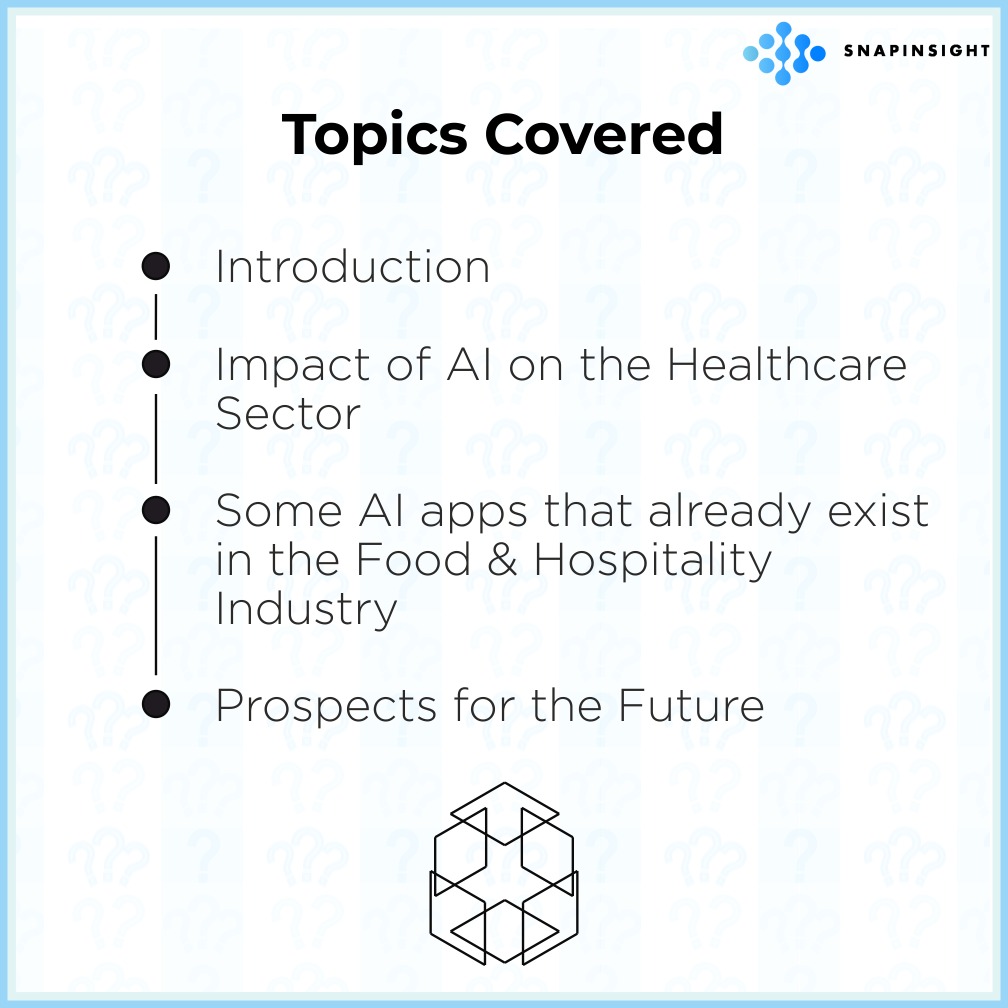 SNAPINSIGHT
Topics Covered
Introduction
Impact of AI on the Healthcare
Sector
Some AI apps that already exist
in the Food & Hospitality
Industry
Prospects for the Future